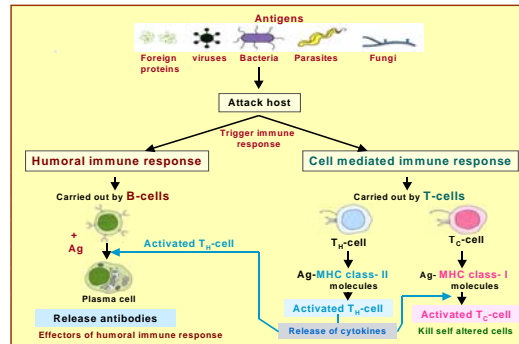 Antigens
Foreign proteins
viruses
Bacteria
Parasites
Fungi
Attack host
Trigger immune response
Humoral immune response
Cell mediated immune response
Carried out by B-cells
Carried out by T-cells
+ Ag
Activated TH-cell
TH-cell
TC-cell
Plasma cell
Ag-MHC class- II molecules
Ag- MHC class- I molecules
Release antibodies
Activated TH-cell
Activated TC-cell
Effectors of humoral immune response
Release of cytokines
Kill self altered cells